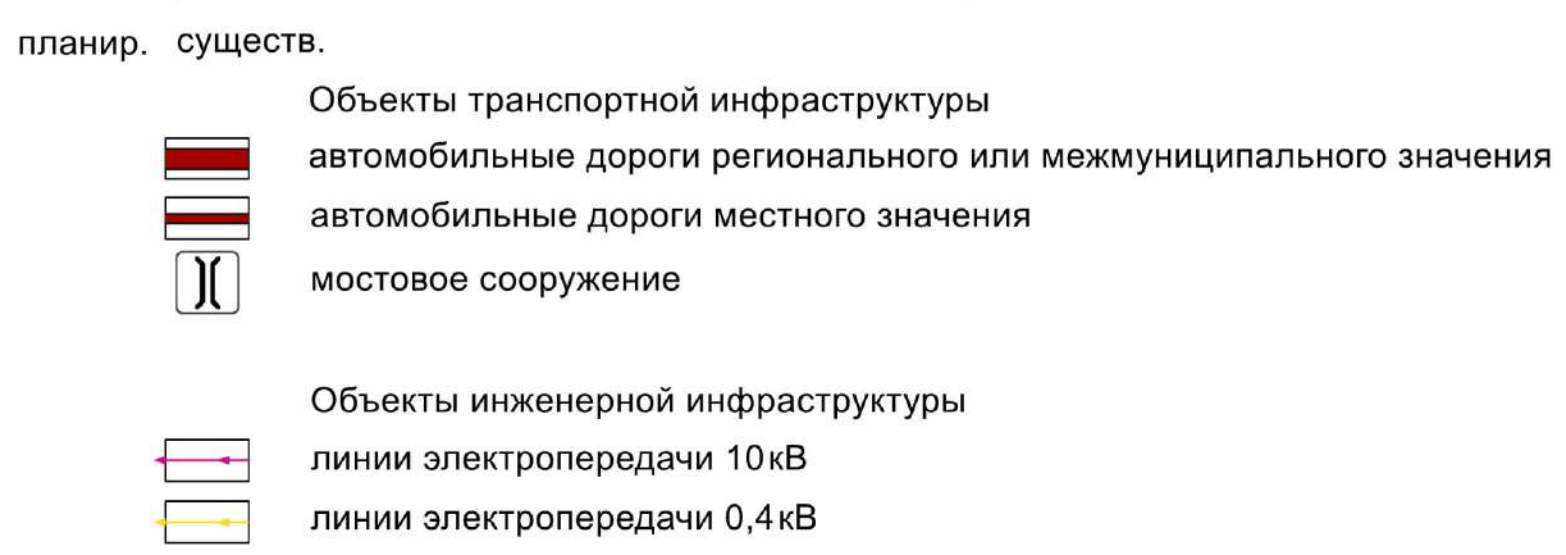 планир. существ.
Объекты транспортной инфраструктуры
автомобильные дороги регионального или межмуниципального значения
автомобильные дороги местного значения
мостовое сооружение
Объекты инженерной инфраструктуры
линии электропередачи 10кВ
линии электропередачи 0,4кВ